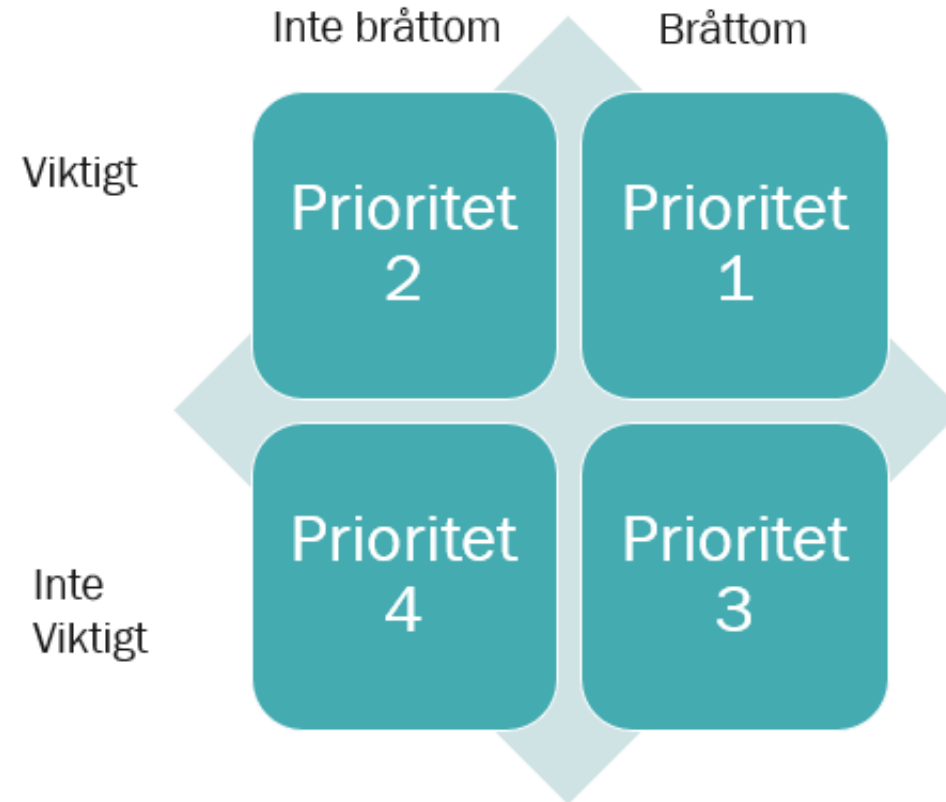 Inte bråttom
Bråttom
Viktigt
Prioritet
2
Prioritet
1
Inte
Viktigt
Prioritet
4
Prioritet
3